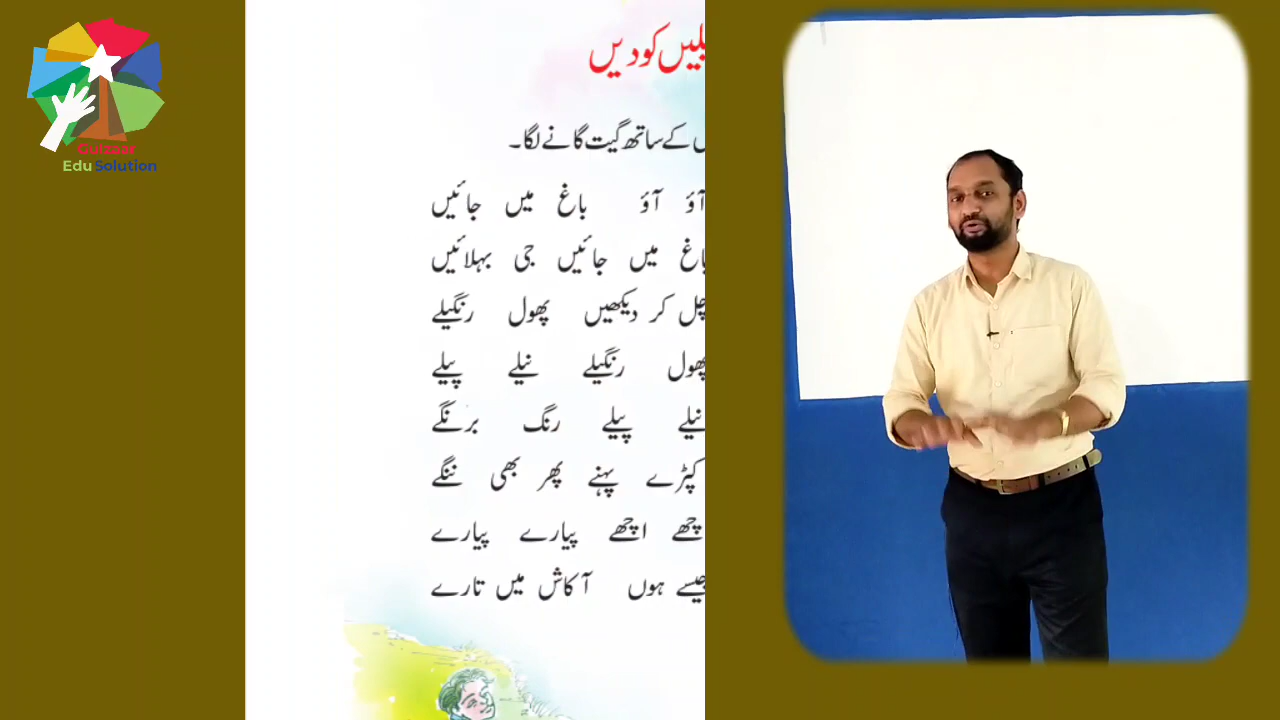 Gulzaar
Edu Solution
کودیں
کے ساتھ گیت گانے لگا۔
آؤ آؤ باغ میں جائیں
باغ میں جائیں جی بہلائیں
چل کر دیکھیں پھول رنگیلے
پھول رنگیلے نیلے پیلے
نیلے پیلے رنگ برنگے
کپڑے پہنے پھر بھی ننگے
اچھے پیارے پیارے
جیسے ہوں آکاش میں تارے